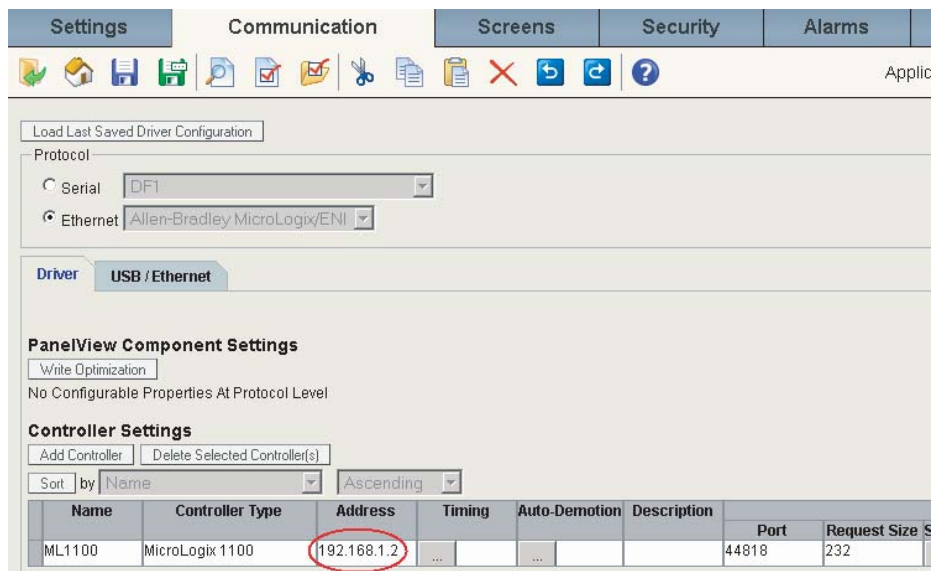 Settings Communication Screens Security Alarms
Applic
Load Last Saved Driver Configuration
Protocol
Serial DF1
Ethernet Allen-Bradley MicroLogix/ENI
Driver USB / Ethernet
PanelView Component Settings
Write Optimization
No Configurable Properties At Protocol Level
Controller Settings
Add Controller Delete Selected Controller(s)
Sort by Name Ascending
Name Controller Type Address Timing Auto-Demotion Description
Port Request Size S
ML1100 MicroLogix 1100 192.168.1.2 ... ... 44818 232